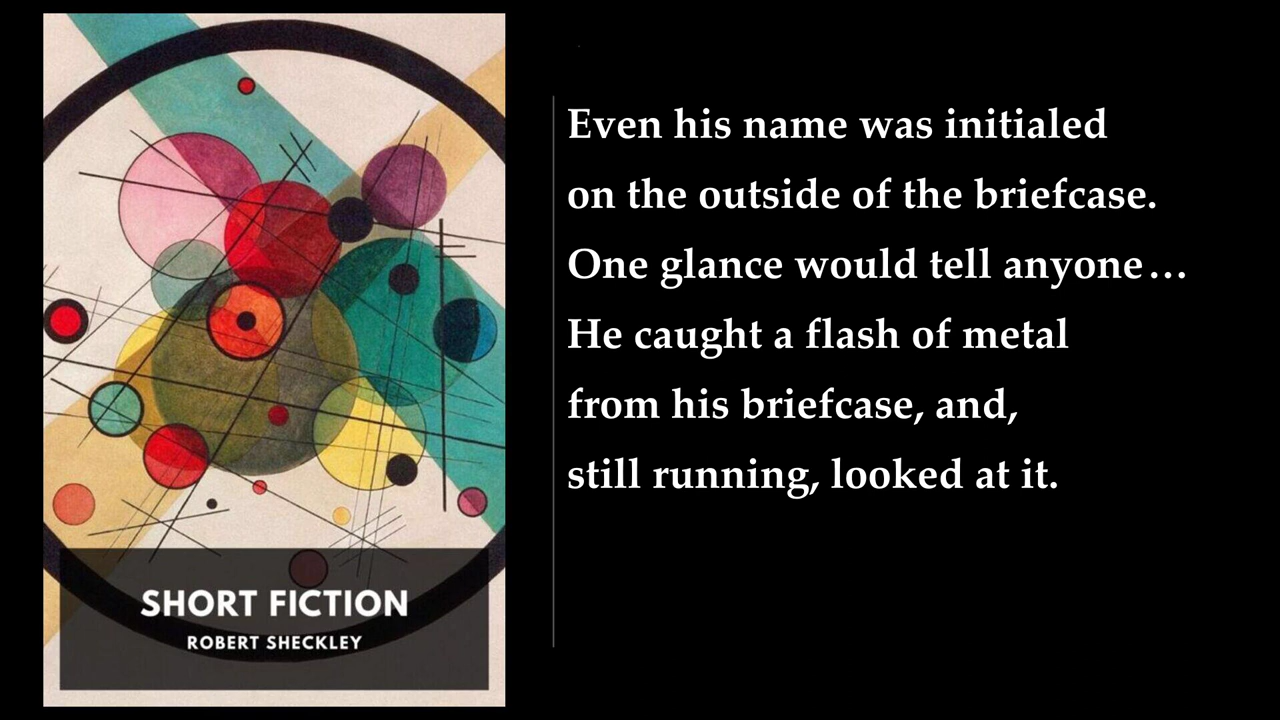 SHORT FICTION
ROBERT SHECKLEY
Even his name was initialed
on the outside of the briefcase.
One glance would tell anyone…
He caught a flash of metal
from his briefcase, and,
still running, looked at it.